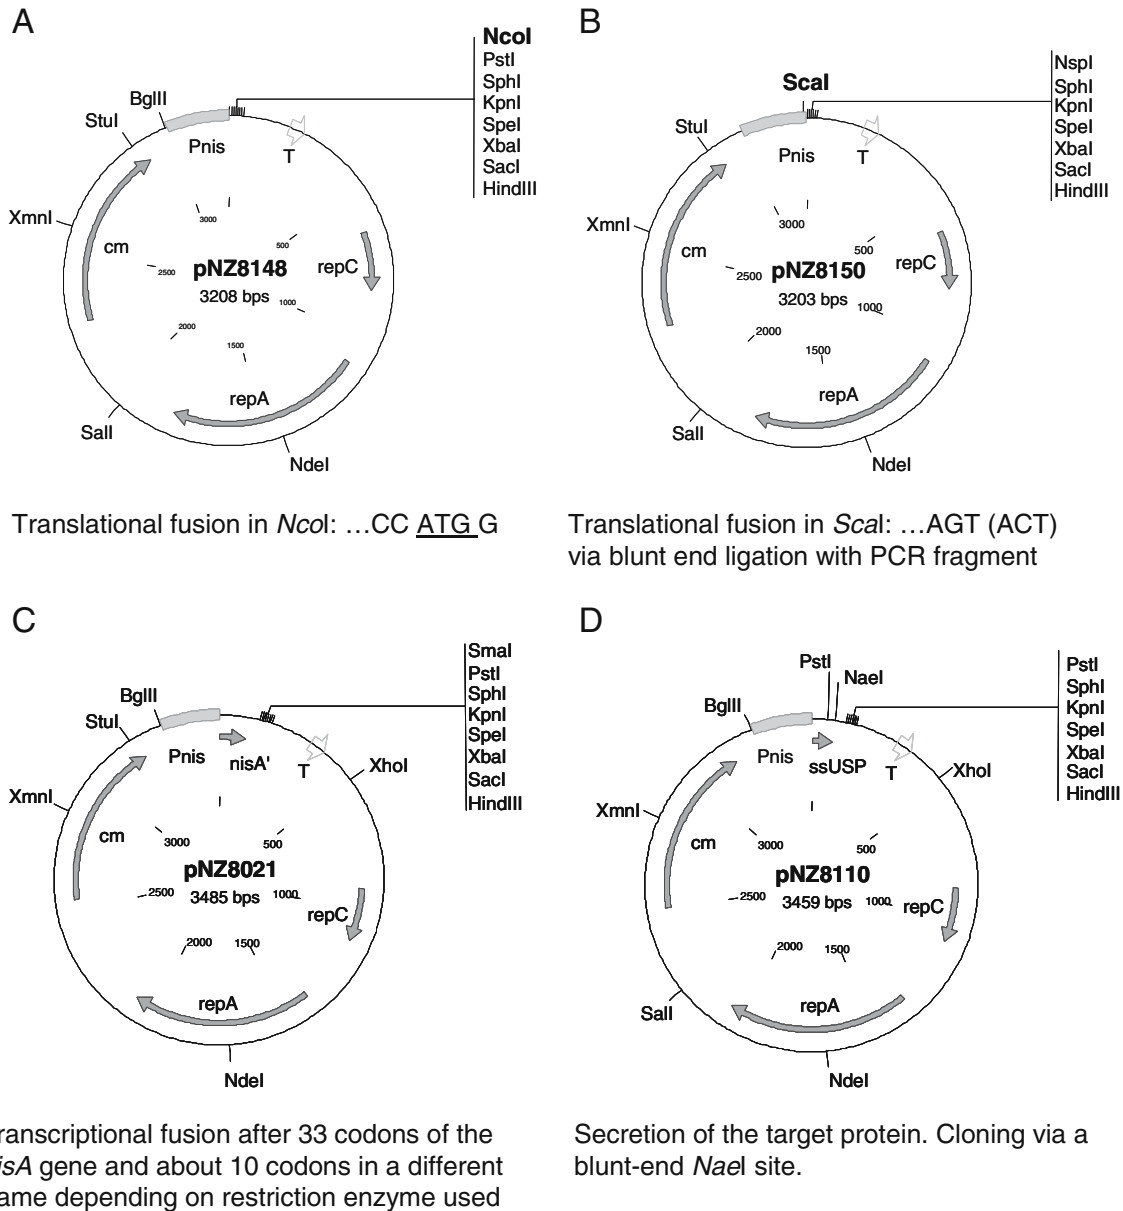 A
NcoI
PstI
SphI
KpnI
SpeI
XbaI
SacI
HindIII
BglII
StuI
XmnI
SalI
NdeI
Pnis
T
cm
repC
repA
3000
500
2500
1000
2000
1500
pNZ8148
3208 bps
Translational fusion in NcoI: ...CC ATG G
B
ScaI
NspI
SphI
KpnI
SpeI
XbaI
SacI
HindIII
StuI
XmnI
SalI
NdeI
Pnis
T
cm
repC
repA
3000
500
2500
1000
2000
1500
pNZ8150
3203 bps
Translational fusion in ScaI: ...AGT (ACT)
via blunt end ligation with PCR fragment
C
SmaI
PstI
SphI
KpnI
SpeI
XbaI
SacI
HindIII
BglII
StuI
XmnI
XhoI
NdeI
Pnis
nisA'
T
cm
repC
repA
3000
500
2500
1000
2000
1500
pNZ8021
3485 bps
ranscriptional fusion after 33 codons of the
isA gene and about 10 codons in a different
ame depending on restriction enzyme used
D
PstI
NaeI
PstI
SphI
KpnI
SpeI
XbaI
SacI
HindIII
BglII
XmnI
XhoI
SalI
NdeI
Pnis
ssUSP
T
cm
repC
repA
3000
500
2500
1000
2000
1500
pNZ8110
3459 bps
Secretion of the target protein. Cloning via a
blunt-end NaeI site.